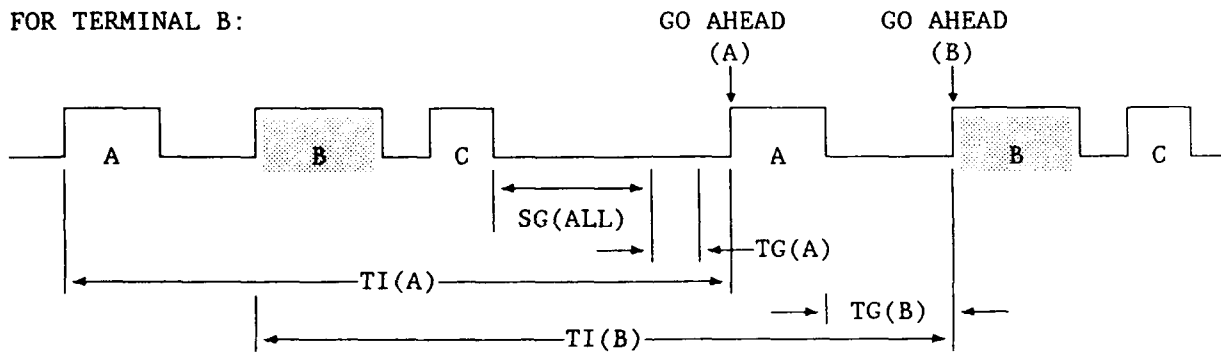 FOR TERMINAL B:
GO AHEAD
(A)
GO AHEAD
(B)
A
B
C
A
B
C
SG(ALL)
TG(A)
TI(A)
TG(B)
TI(B)